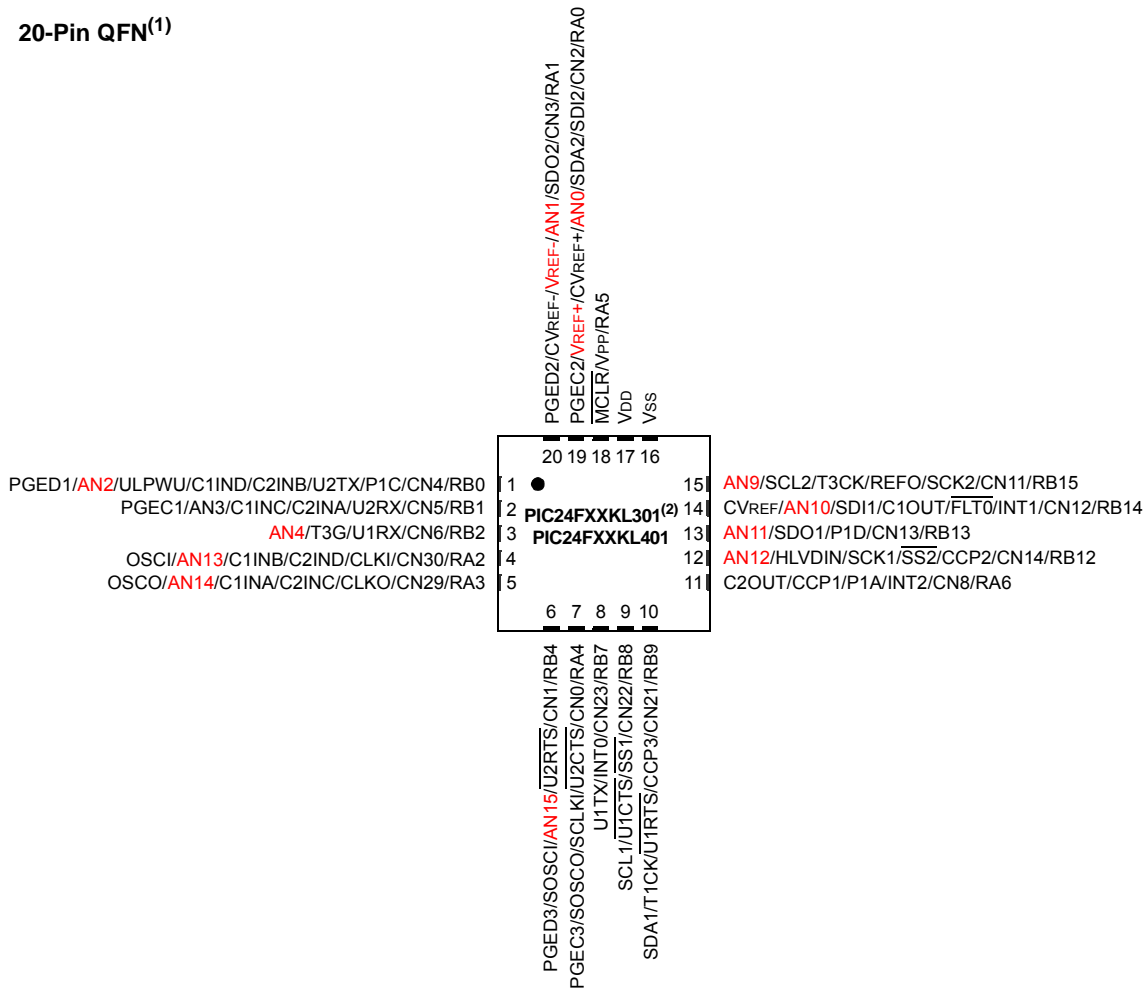 20-Pin QFN(1)
PGED2/CVREF-/VREF-/AN1/SDO2/CN3/RA1
PGEC2/VREF+/CVREF+/AN0/SDA2/SDI2/CN2/RA0
MCLR/VPP/RA5
VDD
VSS
20 19 18 17 16
PGED1/AN2/ULPWU/C1IND/C2INB/U2TX/P1C/CN4/RB0 1
PGEC1/AN3/C1INC/C2INA/U2RX/CN5/RB1 2
AN4/T3G/U1RX/CN6/RB2 3
OSCI/AN13/C1INB/C2IND/CLKI/CN30/RA2 4
OSCO/AN14/C1INA/C2INC/CLKO/CN29/RA3 5
PIC24FXXKL301(2)
PIC24FXXKL401
15 AN9/SCL2/T3CK/REFO/SCK2/CN11/RB15
14 CVREF/AN10/SDI1/C1OUT/FLT0/INT1/CN12/RB14
13 AN11/SDO1/P1D/CN13/RB13
12 AN12/HLVDIN/SCK1/SS2/CCP2/CN14/RB12
11 C2OUT/CCP1/P1A/INT2/CN8/RA6
6 7 8 9 10
PGED3/SOSCI/AN15/U2RTS/CN1/RB4
PGEC3/SOSCO/SCLKI/U2CTS/CN0/RA4
U1TX/INT0/CN23/RB7
SCL1/U1CTS/SS1/CN22/RB8
SDA1/T1CK/U1RTS/CCP3/CN21/RB9